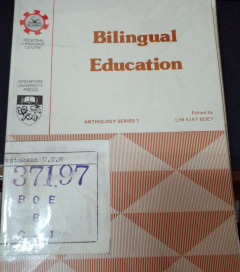 REGIONAL
LANGUAGE
CENTRE
SINGAPORE
UNIVERSITY
PRESS
Bilingual
Education
ANTHOLOGY SERIES 7
Edited by
LIM KIAT BOEY
371.97
BOE